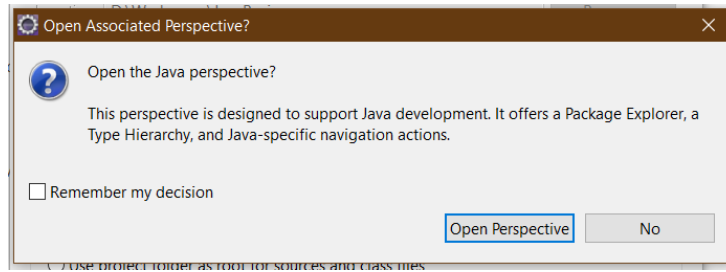 Open Associated Perspective?
Open the Java perspective?
This perspective is designed to support Java development. It offers a Package Explorer, a
Type Hierarchy, and Java-specific navigation actions.
Remember my decision
Open Perspective
No
Use project folder as root for sources and class files